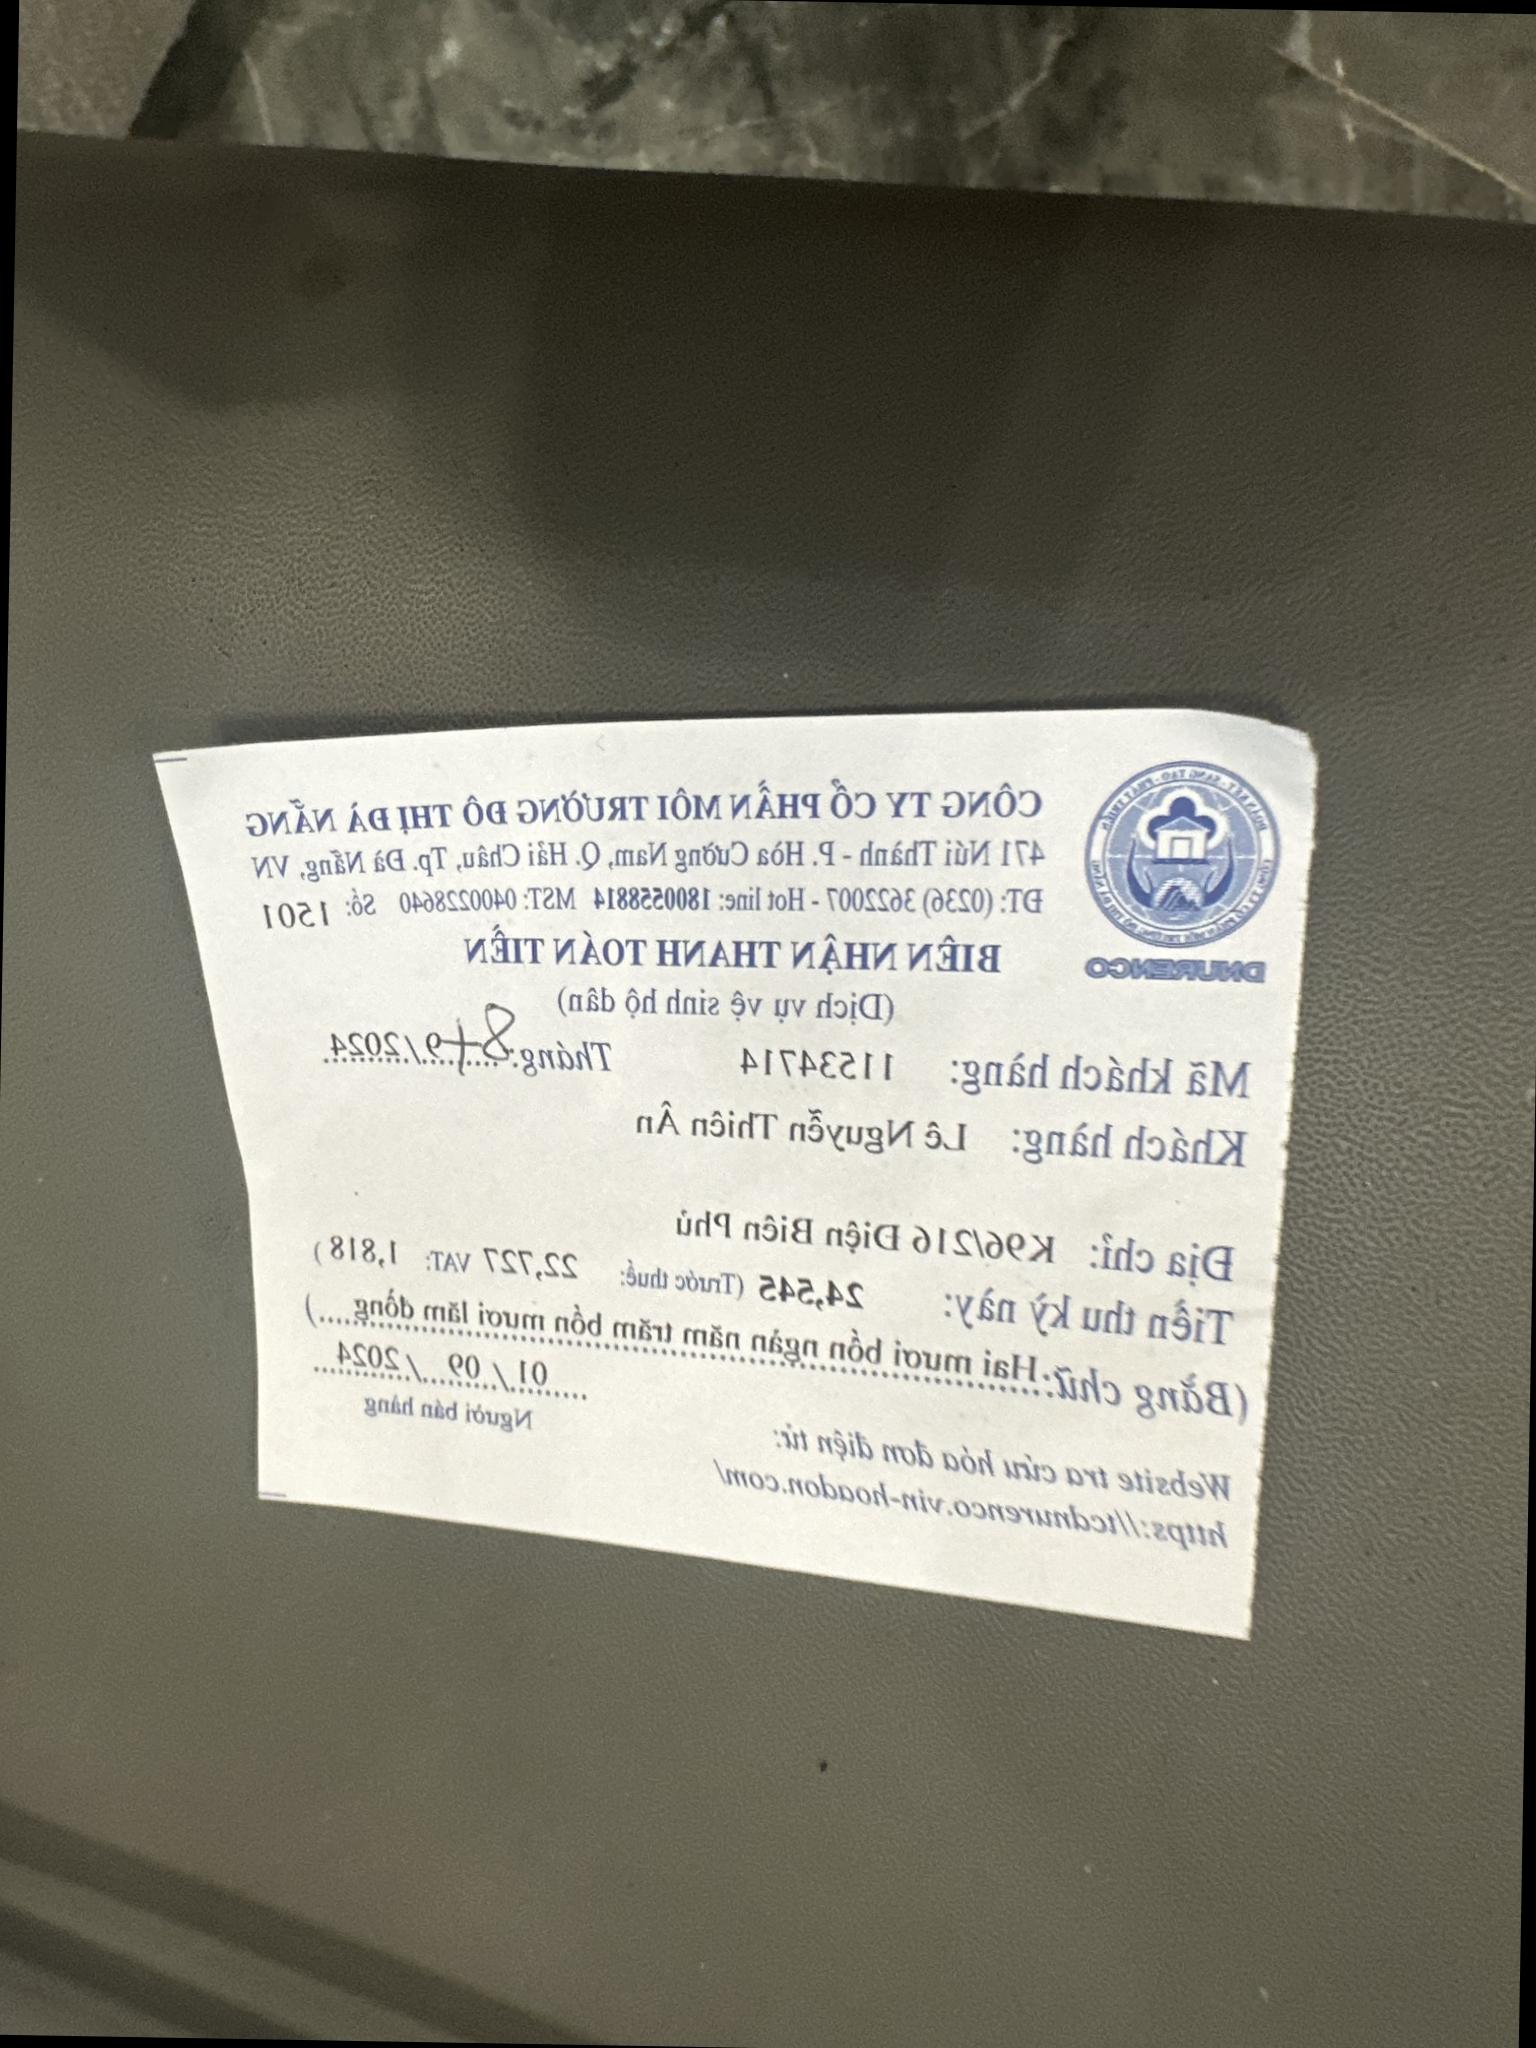 CÔNG TY CỔ PHẦN MÔI TRƯỜNG ĐÔ THỊ ĐÀ NẴNG
471 Núi Thành - P. Hòa Cường Nam, Q. Hải Châu, Tp. Đà Nẵng, VN
ĐT: (0236) 3622007 - Hot line: 1800558814 MST: 0400228640 Số: 1501
DNURENCO
BIÊN NHẬN THANH TOÁN TIỀN
(Dịch vụ vệ sinh hộ dân)
Mã khách hàng: 11534714 Tháng: 8+9/2024
Khách hàng: Lê Nguyễn Thiên Ân
Địa chỉ: K96/216 Điện Biên Phủ
Tiền thu kỳ này: 24,545 (Trước thuế: 22,727 VAT: 1,818 )
(Bằng chữ: Hai mươi bốn ngàn năm trăm bốn mươi lăm đồng....)
01/ 09 / 2024
Người bán hàng
Website tra cứu hóa đơn điện tử:
https://tcdnurenco.vin-hoadon.com/